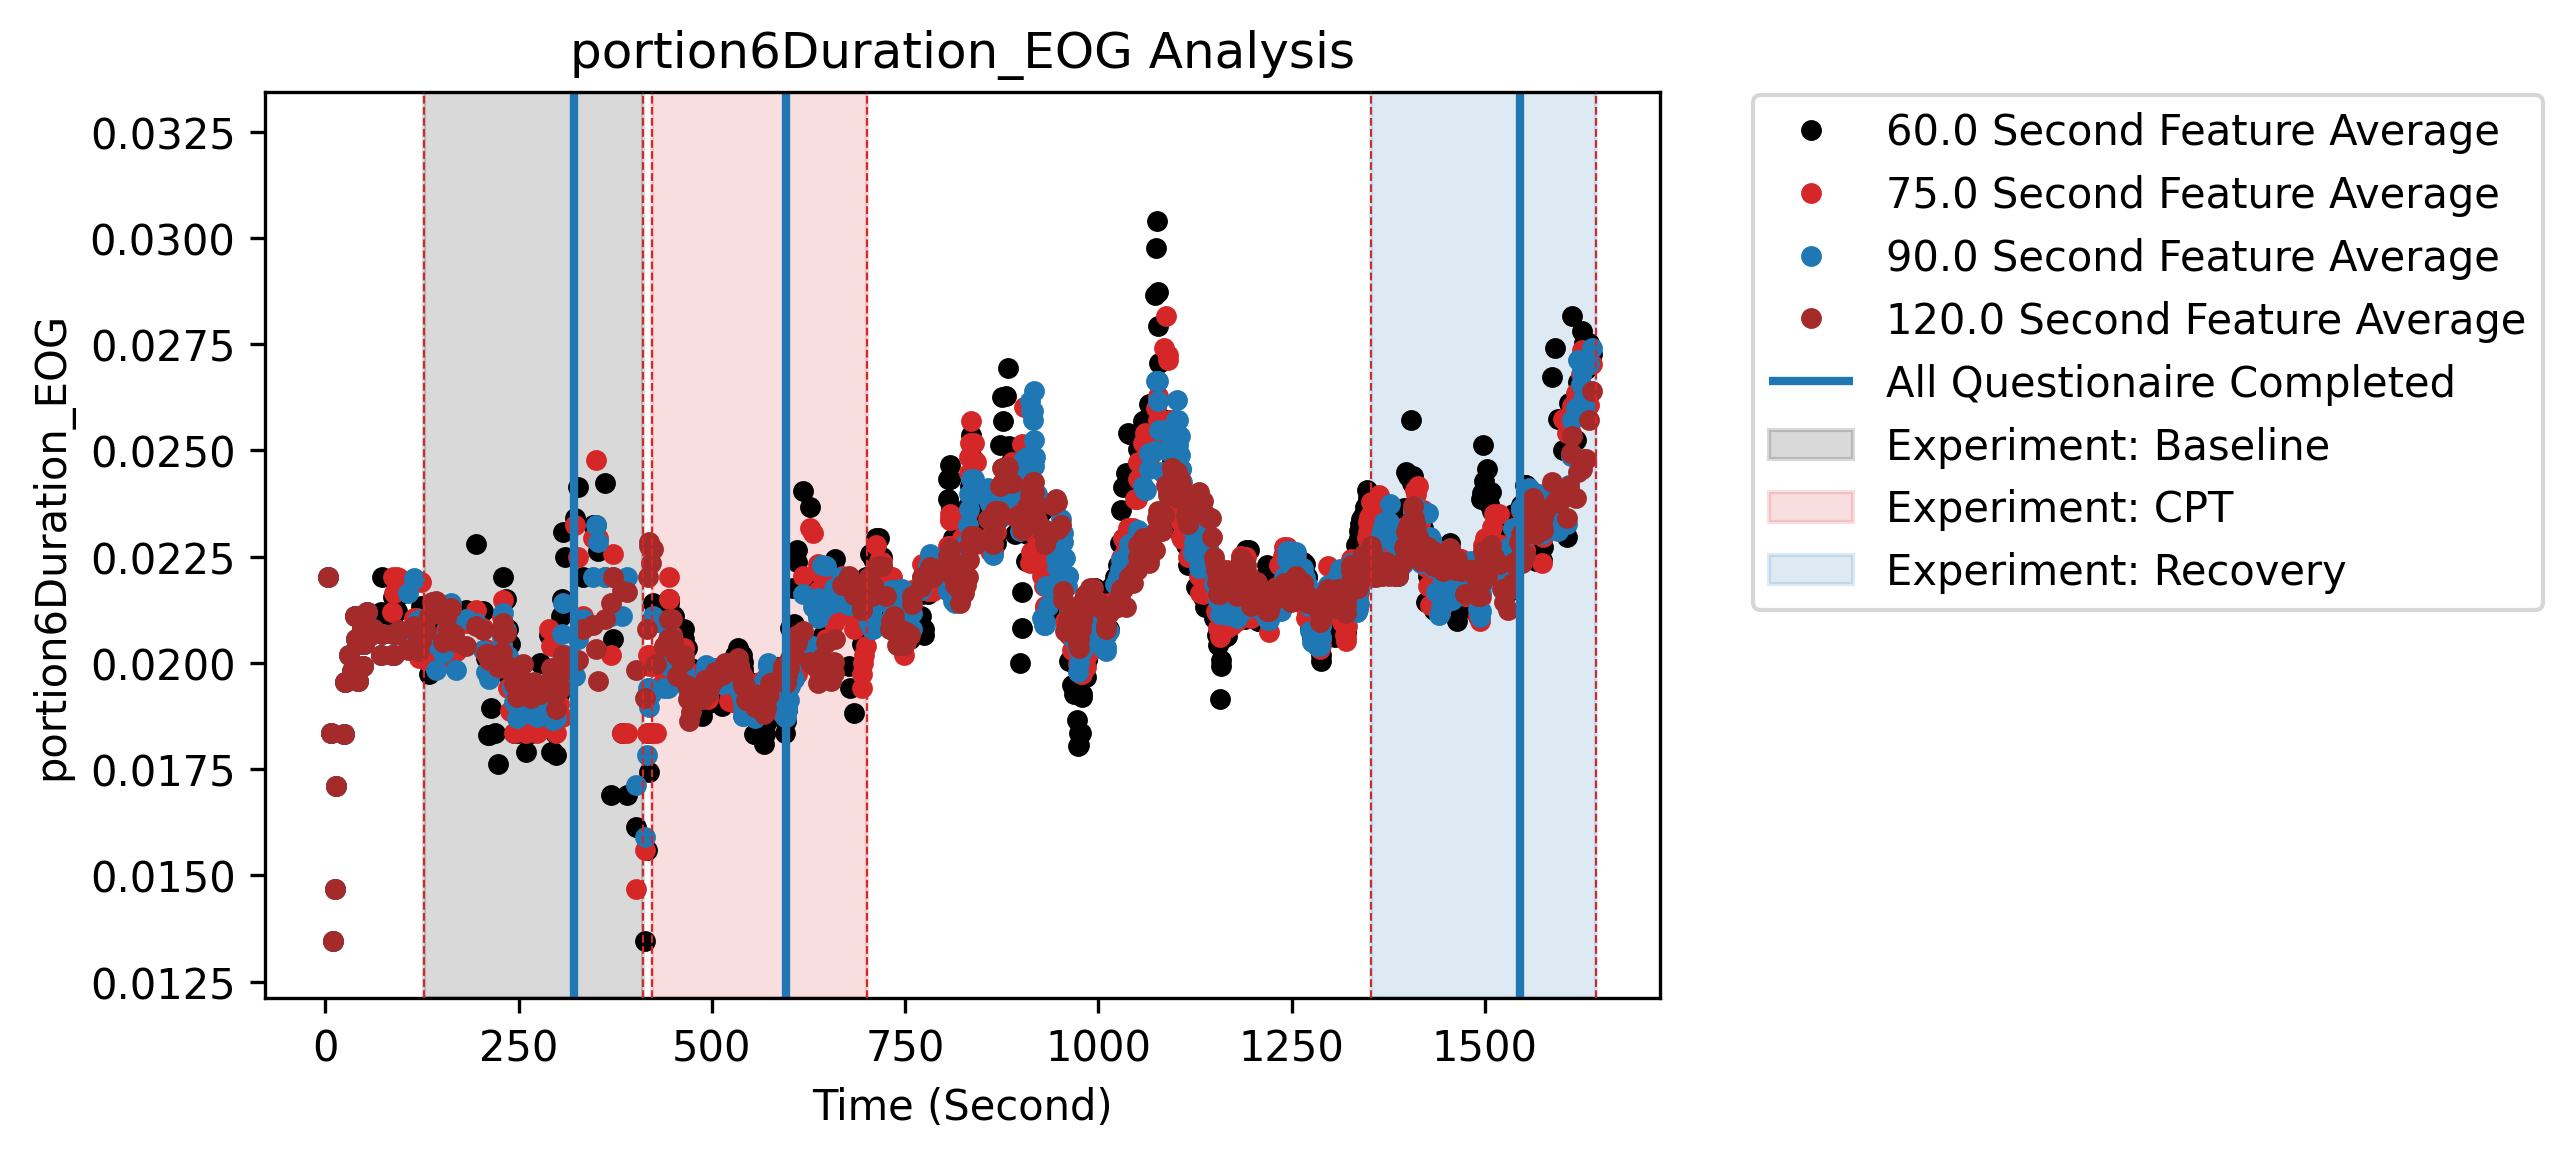 portion6Duration_EOG Analysis
portion6Duration_EOG
0.0325
0.0300
0.0275
0.0250
0.0225
0.0200
0.0175
0.0150
0.0125
0 250 500 750 1000 1250 1500
Time (Second)
60.0 Second Feature Average
75.0 Second Feature Average
90.0 Second Feature Average
120.0 Second Feature Average
All Questionaire Completed
Experiment: Baseline
Experiment: CPT
Experiment: Recovery